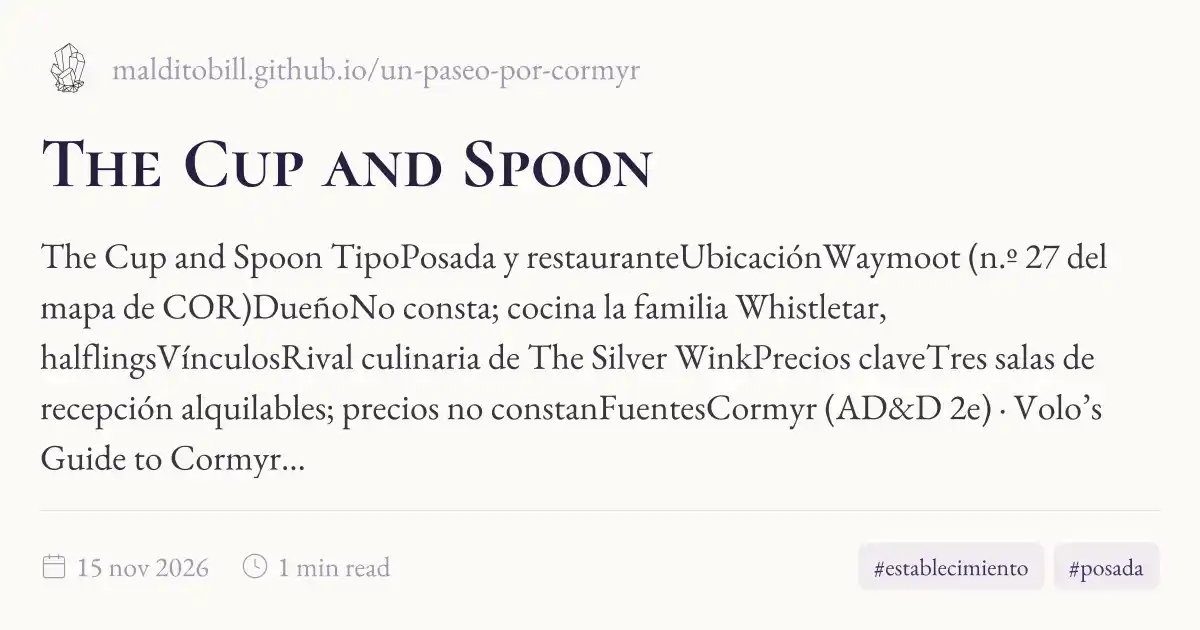 malditobill.github.io/un-paseo-por-cormyr
The Cup and Spoon
The Cup and Spoon TipoPosada y restauranteUbicaciónWaymoot (n.º 27 del
mapa de COR)DueñoNo consta; cocina la familia Whistletar,
halflingsVínculosRival culinaria de The Silver WinkPrecios claveTres salas de
recepción alquilables; precios no constanFuentesCormyr (AD&D 2e) · Volo’s
Guide to Cormyr...
15 nov 2026
1 min read
#establecimiento
#posada